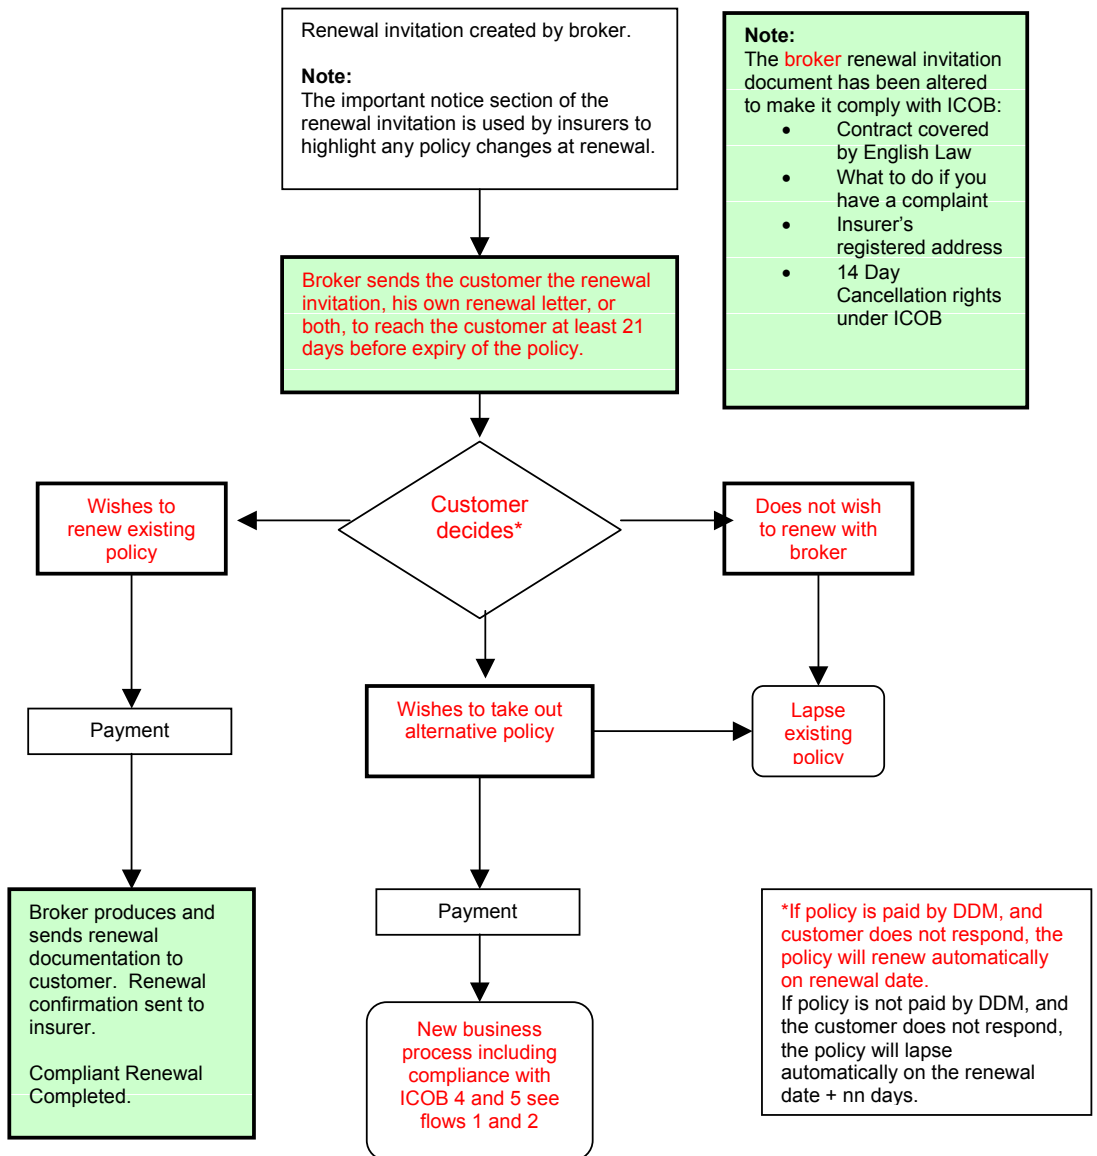 Renewal invitation created by broker.
Note:
The important notice section of the
renewal invitation is used by insurers to
highlight any policy changes at renewal.
Note:
The broker renewal invitation
document has been altered
to make it comply with ICOB:
• Contract covered
by English Law
• What to do if you
have a complaint
• Insurer's
registered address
• 14 Day
Cancellation rights
under ICOB
Broker sends the customer the renewal
invitation, his own renewal letter, or
both, to reach the customer at least 21
days before expiry of the policy.
Customer
decides*
Wishes to
renew existing
policy
Does not wish
to renew with
broker
Wishes to take out
alternative policy
Lapse
existing
policy
Payment
Payment
Broker produces and
sends renewal
documentation to
customer.  Renewal
confirmation sent to
insurer.
Compliant Renewal
Completed.
New business
process including
compliance with
ICOB 4 and 5 see
flows 1 and 2
*If policy is paid by DDM, and
customer does not respond, the
policy will renew automatically
on renewal date.
If policy is not paid by DDM, and
the customer does not respond,
the policy will lapse
automatically on the renewal
date + nn days.